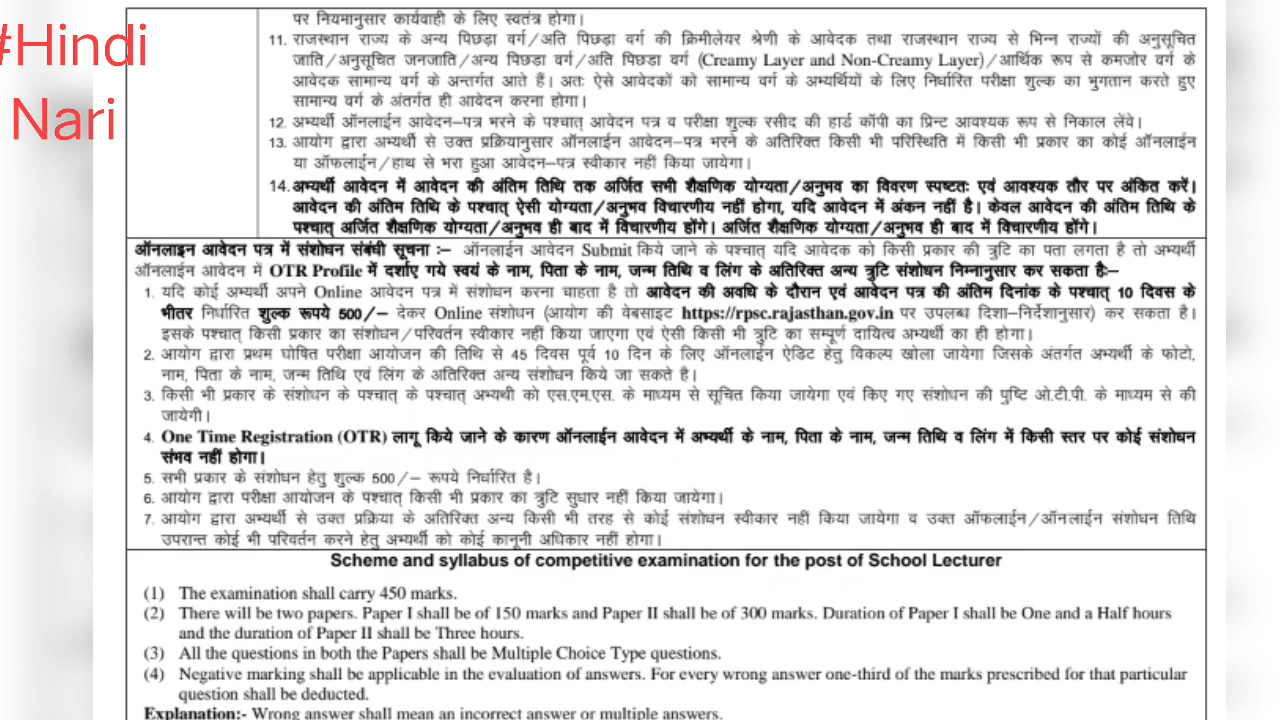 #Hindi
Nari
पर नियमानुसार कार्यवाही के लिए स्वतंत्र होगा।
11. राजस्थान राज्य के अन्य पिछड़ा वर्ग/अति पिछड़ा वर्ग की क्रिमीलेयर श्रेणी के आवेदक तथा राजस्थान राज्य से भिन्न राज्यों की अनुसूचित
जाति/अनुसूचित जनजाति/अन्य पिछड़ा वर्ग/अति पिछड़ा वर्ग (Creamy Layer and Non-Creamy Layer)/आर्थिक रूप से कमजोर वर्ग के
आवेदक सामान्य वर्ग के अन्तर्गत आते हैं। अतः ऐसे आवेदकों को सामान्य वर्ग के अभ्यर्थियों के लिए निर्धारित परीक्षा शुल्क का भुगतान करते हुए
सामान्य वर्ग के अंतर्गत ही आवेदन करना होगा।
12. अभ्यर्थी ऑनलाईन आवेदन–पत्र भरने के पश्चात् आवेदन पत्र व परीक्षा शुल्क रसीद की हार्ड कॉपी का प्रिन्ट आवश्यक रूप से निकाल लेवे।
13. आयोग द्वारा अभ्यर्थी से उक्त प्रक्रियानुसार ऑनलाईन आवेदन–पत्र भरने के अतिरिक्त किसी भी परिस्थिति में किसी भी प्रकार का कोई ऑनलाईन
या ऑफलाईन/हाथ से भरा हुआ आवेदन–पत्र स्वीकार नहीं किया जायेगा।
14. अभ्यर्थी आवेदन में आवेदन की अंतिम तिथि तक अर्जित सभी शैक्षणिक योग्यता/अनुभव का विवरण स्पष्टतः एवं आवश्यक तौर पर अंकित करें।
आवेदन की अंतिम तिथि के पश्चात् ऐसी योग्यता/अनुभव विचारणीय नहीं होगा, यदि आवेदन में अंकन नहीं है। केवल आवेदन की अंतिम तिथि के
पश्चात् अर्जित शैक्षणिक योग्यता/अनुभव ही बाद में विचारणीय होंगे। अर्जित शैक्षणिक योग्यता/अनुभव ही बाद में विचारणीय होंगे।
ऑनलाइन आवेदन पत्र में संशोधन संबंधी सूचना :– ऑनलाईन आवेदन Submit किये जाने के पश्चात् यदि आवेदक को किसी प्रकार की त्रुटि का पता लगता है तो अभ्यर्थी
ऑनलाईन आवेदन में OTR Profile में दर्शाए गये स्वयं के नाम, पिता के नाम, जन्म तिथि व लिंग के अतिरिक्त अन्य त्रुटि संशोधन निम्नानुसार कर सकता हैः–
1. यदि कोई अभ्यर्थी अपने Online आवेदन पत्र में संशोधन करना चाहता है तो आवेदन की अवधि के दौरान एवं आवेदन पत्र की अंतिम दिनांक के पश्चात् 10 दिवस के
भीतर निर्धारित शुल्क रूपये 500/– देकर Online संशोधन (आयोग की वेबसाइट https://rpsc.rajasthan.gov.in पर उपलब्ध दिशा–निर्देशानुसार) कर सकता है।
इसके पश्चात् किसी प्रकार का संशोधन/परिवर्तन स्वीकार नहीं किया जाएगा एवं ऐसी किसी भी त्रुटि का सम्पूर्ण दायित्व अभ्यर्थी का ही होगा।
2. आयोग द्वारा प्रथम घोषित परीक्षा आयोजन की तिथि से 45 दिवस पूर्व 10 दिन के लिए ऑनलाईन ऐडिट हेतु विकल्प खोला जायेगा जिसके अंतर्गत अभ्यर्थी के फोटो,
नाम, पिता के नाम, जन्म तिथि एवं लिंग के अतिरिक्त अन्य संशोधन किये जा सकते है।
3. किसी भी प्रकार के संशोधन के पश्चात् के पश्चात् अभ्यथी को एस.एम.एस. के माध्यम से सूचित किया जायेगा एवं किए गए संशोधन की पुष्टि ओ.टी.पी. के माध्यम से की
जायेगी।
4. One Time Registration (OTR) लागू किये जाने के कारण ऑनलाईन आवेदन में अभ्यर्थी के नाम, पिता के नाम, जन्म तिथि व लिंग में किसी स्तर पर कोई संशोधन
संभव नहीं होगा।
5. सभी प्रकार के संशोधन हेतु शुल्क 500/– रूपये निर्धारित है।
6. आयोग द्वारा परीक्षा आयोजन के पश्चात् किसी भी प्रकार का त्रुटि सुधार नहीं किया जायेगा।
7. आयोग द्वारा अभ्यर्थी से उक्त प्रक्रिया के अतिरिक्त अन्य किसी भी तरह से कोई संशोधन स्वीकार नहीं किया जायेगा व उक्त ऑफलाईन/ऑनलाईन संशोधन तिथि
उपरान्त कोई भी परिवर्तन करने हेतु अभ्यर्थी को कोई कानूनी अधिकार नहीं होगा।
Scheme and syllabus of competitive examination for the post of School Lecturer
(1) The examination shall carry 450 marks.
(2) There will be two papers. Paper I shall be of 150 marks and Paper II shall be of 300 marks. Duration of Paper I shall be One and a Half hours
and the duration of Paper II shall be Three hours.
(3) All the questions in both the Papers shall be Multiple Choice Type questions.
(4) Negative marking shall be applicable in the evaluation of answers. For every wrong answer one-third of the marks prescribed for that particular
question shall be deducted.
Explanation:- Wrong answer shall mean an incorrect answer or multiple answers.